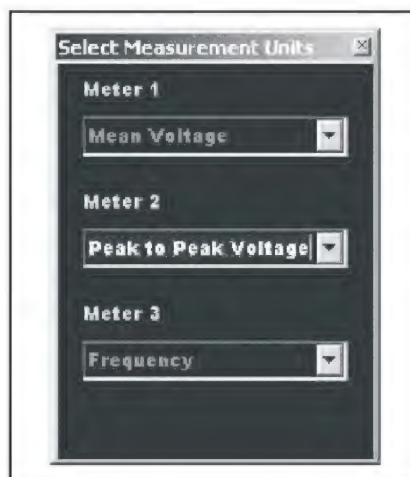 Select Measurement Units
Meter 1
Mean Voltage
Meter 2
Peak to Peak Voltage
Meter 3
Frequency